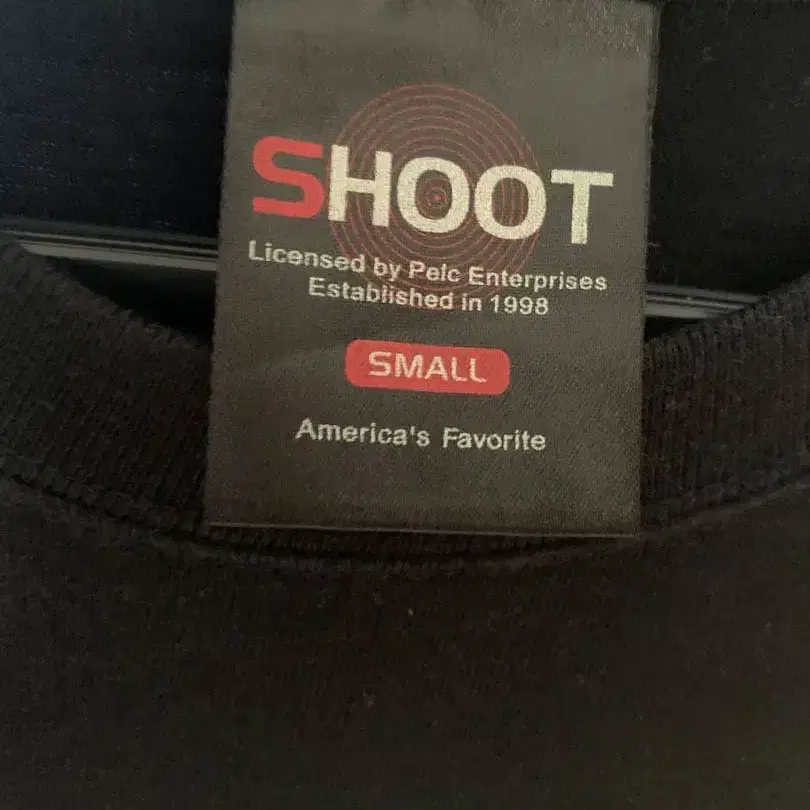 SHOOT
Licensed by Pelc Enterprises
Established in 1998
SMALL
America's Favorite